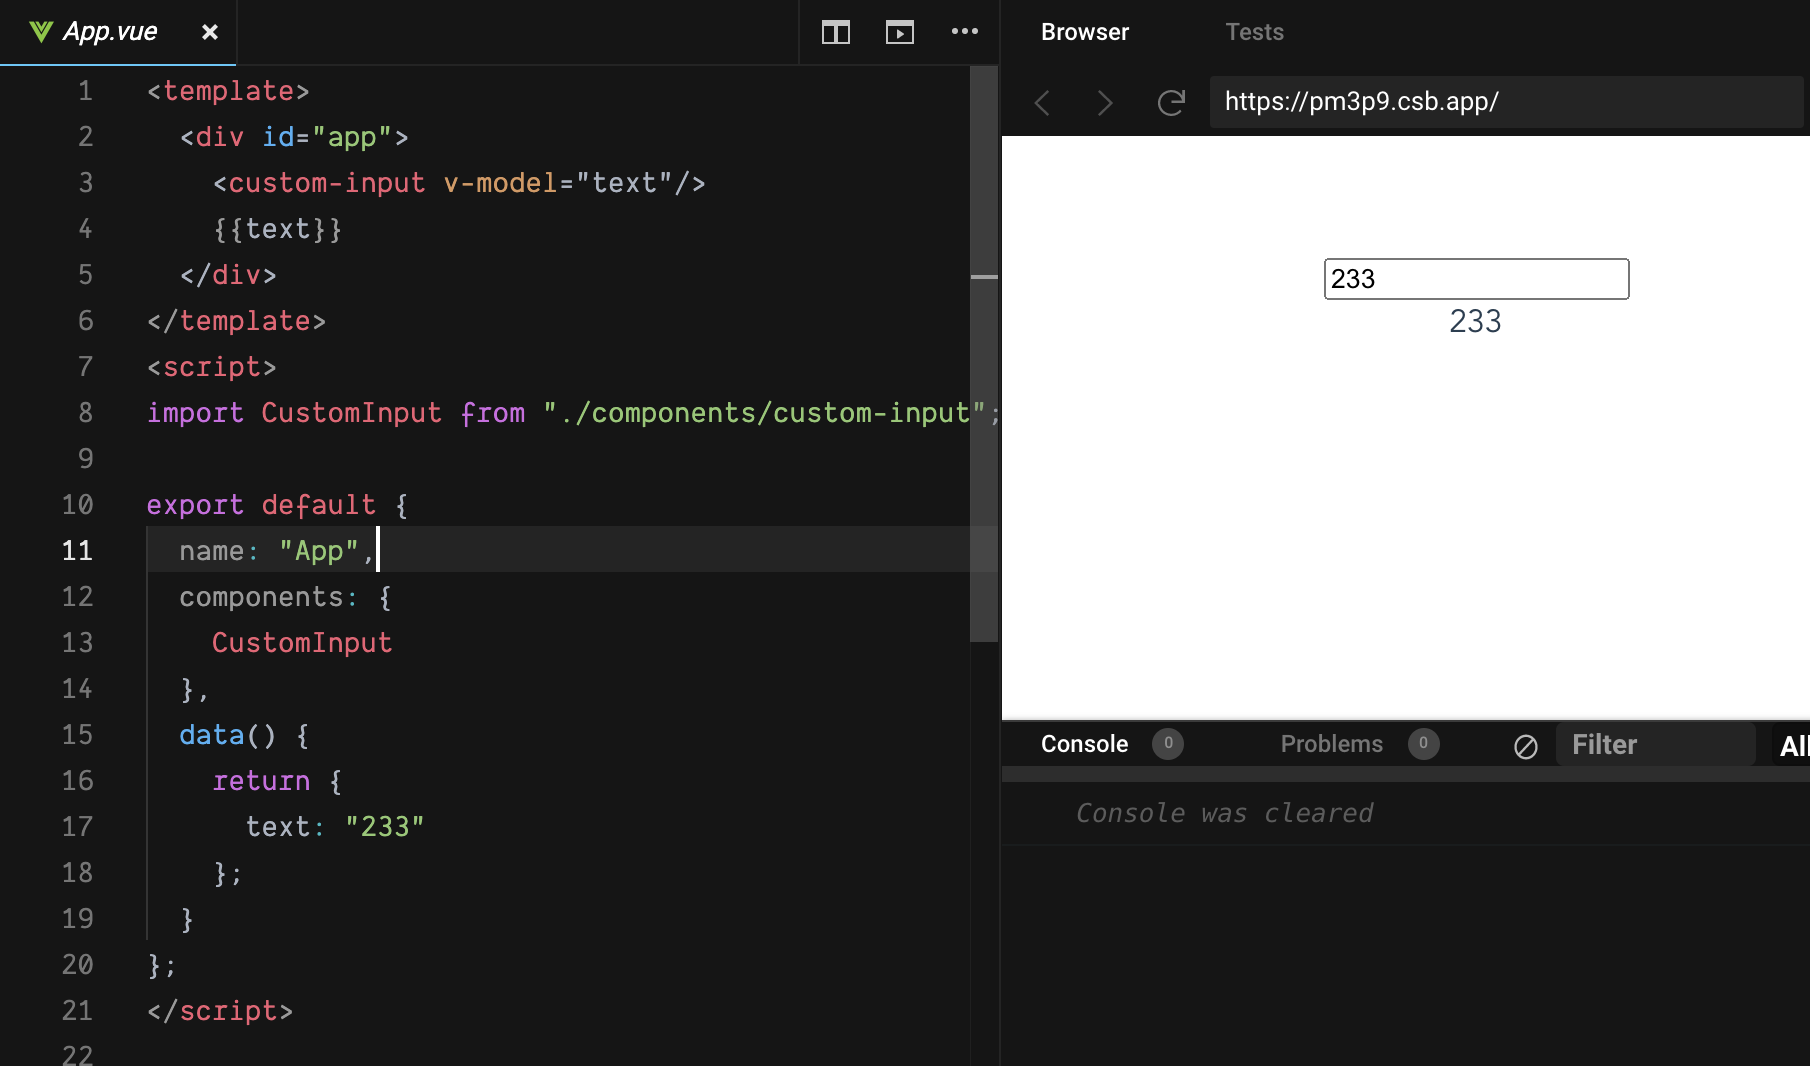 App.vue
1 <template>
2 <div id="app">
3 <custom-input v-model="text"/>
4 {{text}}
5 </div>
6 </template>
7 <script>
8 import CustomInput from "./components/custom-input";
9
10 export default {
11 name: "App",
12 components: {
13 CustomInput
14 },
15 data() {
16 return {
17 text: "233"
18 };
19 }
20 };
21 </script>
22
Browser Tests
https://pm3p9.csb.app/
233
233
Console 0 Problems 0 Filter All
Console was cleared